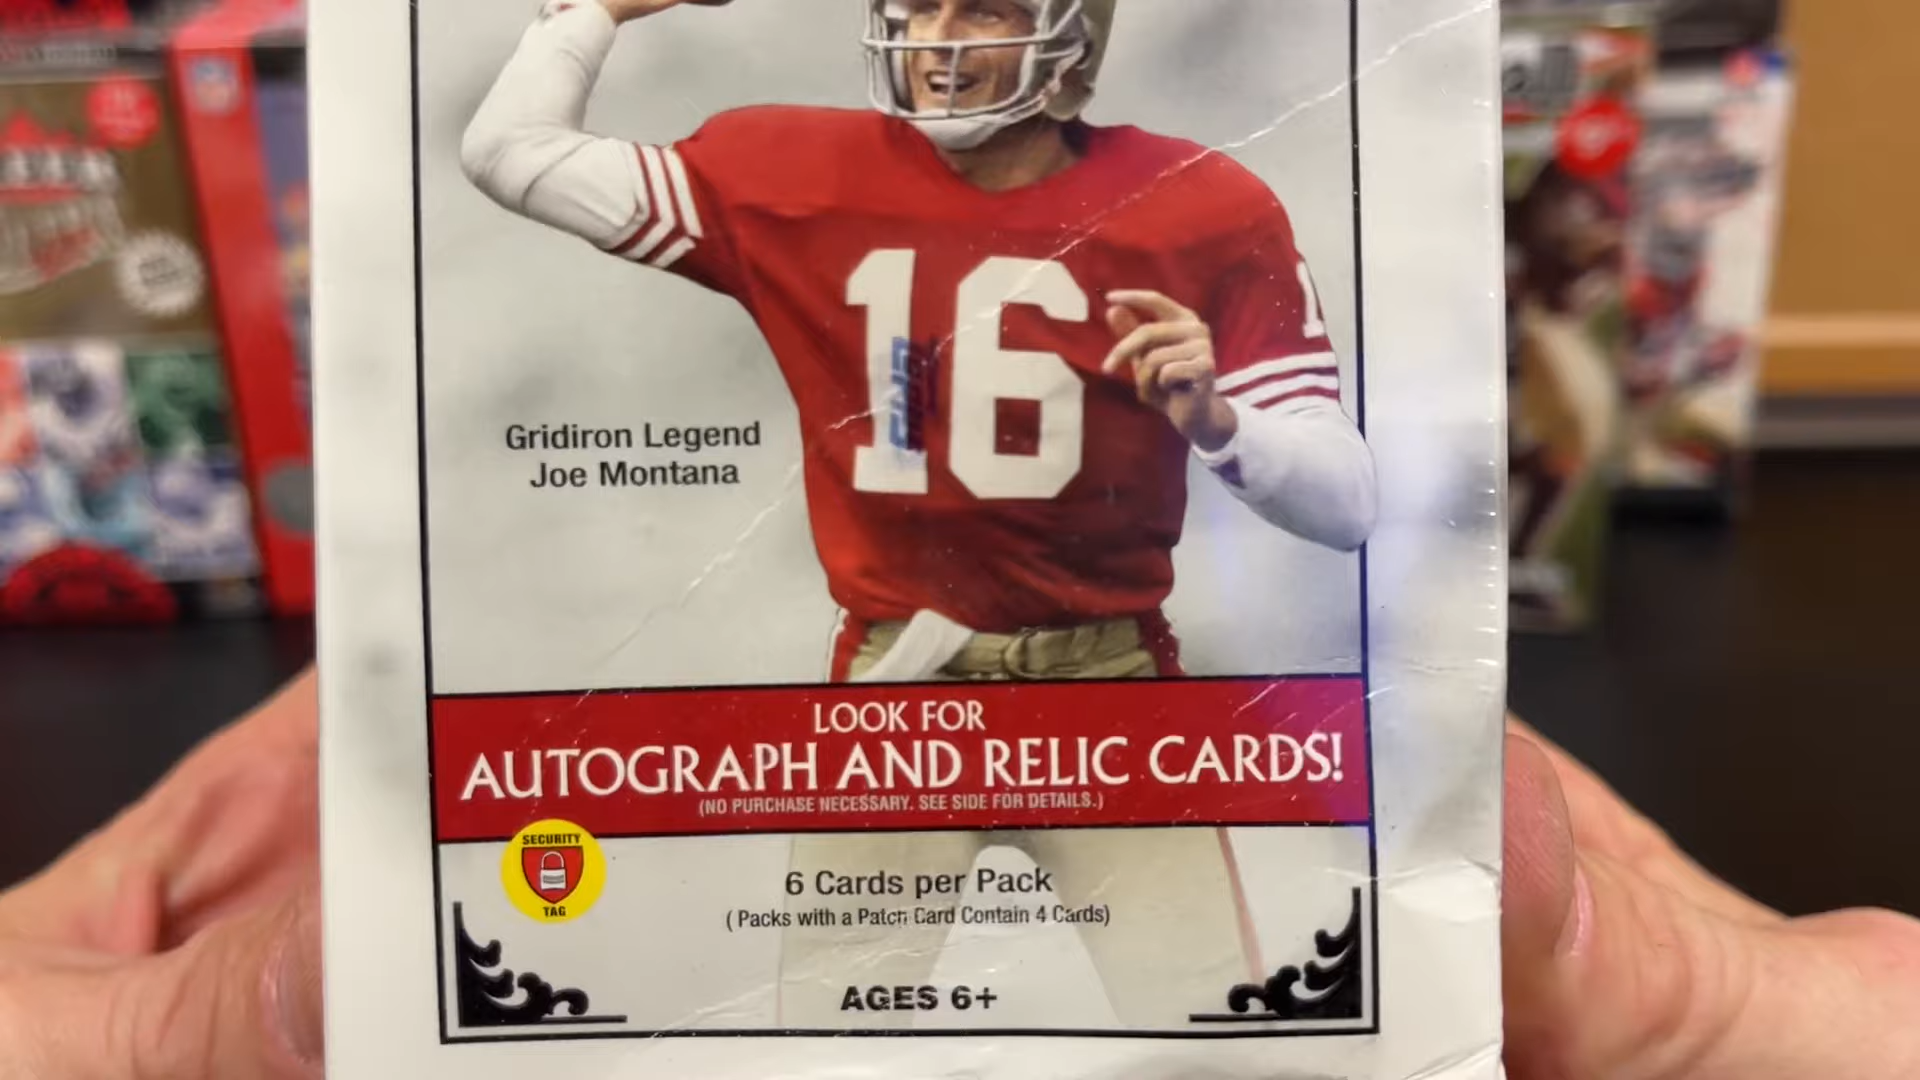 16
1
Gridiron Legend
Joe Montana
LOOK FOR
AUTOGRAPH AND RELIC CARDS!
(NO PURCHASE NECESSARY. SEE SIDE FOR DETAILS.)
SECURITY
TAG
6 Cards per Pack
( Packs with a Patch Card Contain 4 Cards)
AGES 6+